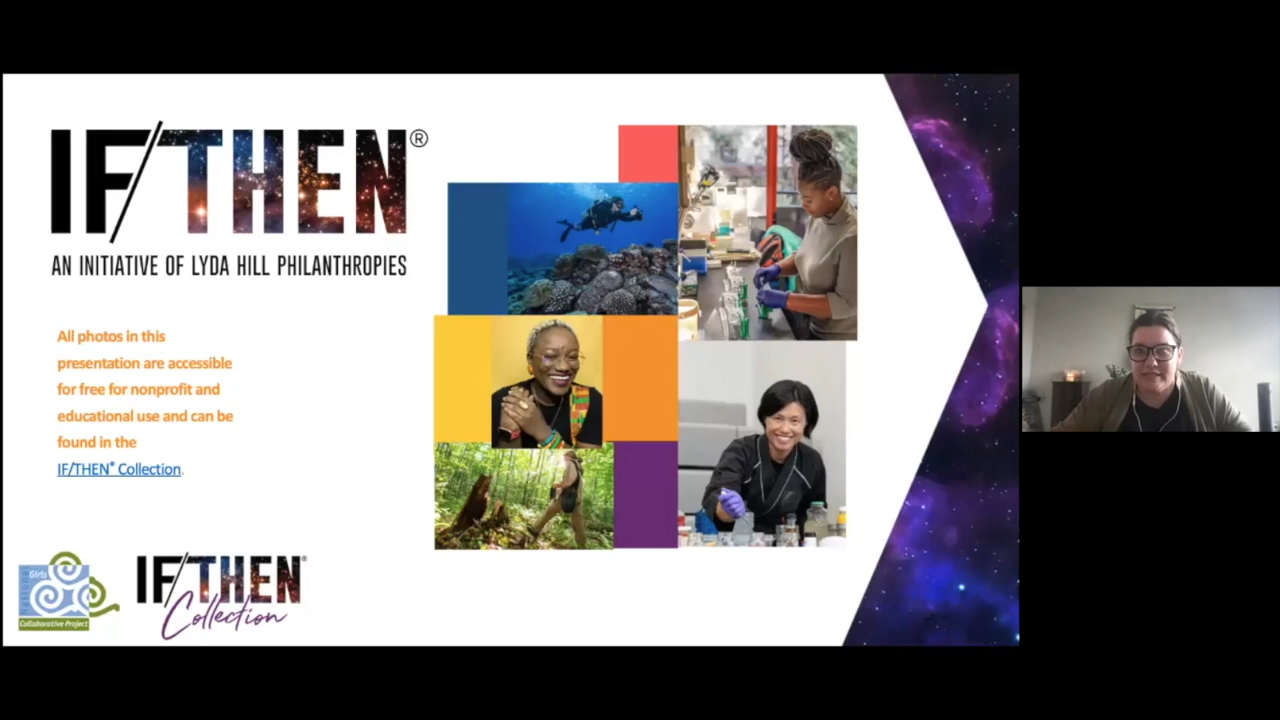 IF/THEN®
AN INITIATIVE OF LYDA HILL PHILANTHROPIES
All photos in this
presentation are accessible
for free for nonprofit and
educational use and can be
found in the
IF/THEN® Collection.
Girls
Collaborative Project
IF/THEN®
Collection